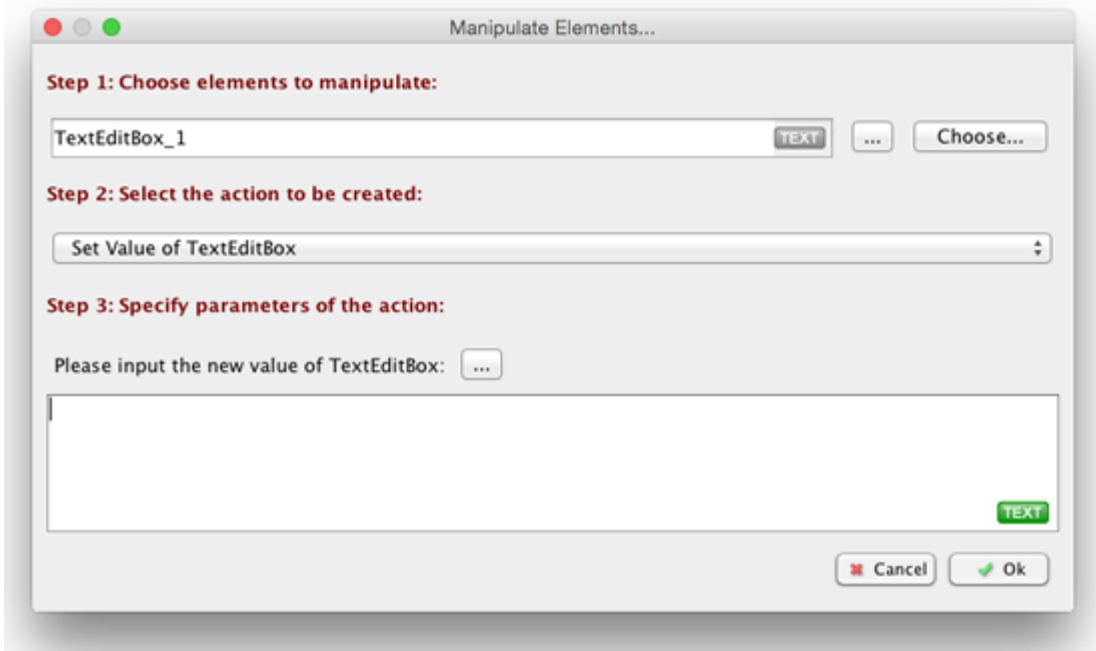 Manipulate Elements...
Step 1: Choose elements to manipulate:
TextEditBox_1 TEXT ... Choose...
Step 2: Select the action to be created:
Set Value of TextEditBox
Step 3: Specify parameters of the action:
Please input the new value of TextEditBox: ...
TEXT
Cancel Ok